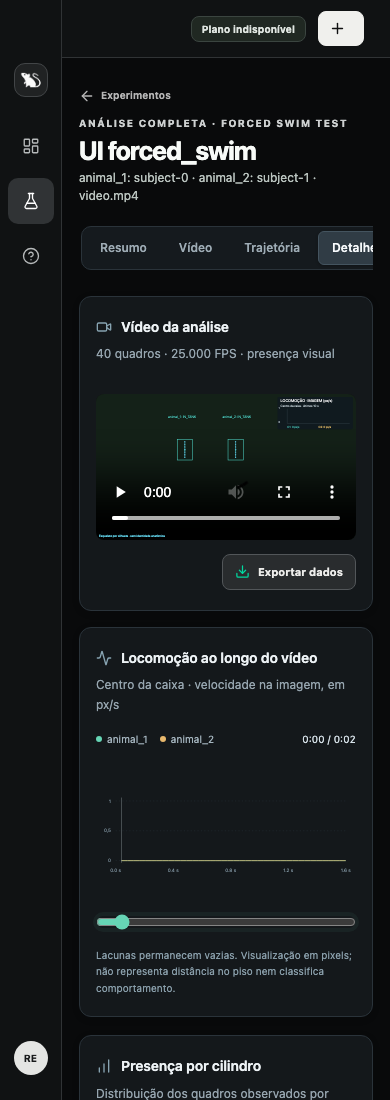 Plano indisponível
+
Experimentos
ANÁLISE COMPLETA · FORCED SWIM TEST
UI forced_swim
animal_1: subject-0 · animal_2: subject-1 ·
video.mp4
Resumo
Vídeo
Trajetória
Detalhe
Vídeo da análise
40 quadros · 25.000 FPS · presença visual
LOCOMOÇÃO IMAGEM (px/s)
0:00
Exportar dados
Locomoção ao longo do vídeo
Centro da caixa · velocidade na imagem, em
px/s
animal_1
animal_2
0:00 / 0:02
1
0,5
0
0.0 s
0.4 s
0.8 s
1.2 s
1.6 s
Lacunas permanecem vazias. Visualização em pixels;
não representa distância no piso nem classifica
comportamento.
Presença por cilindro
Distribuição dos quadros observados por
RE